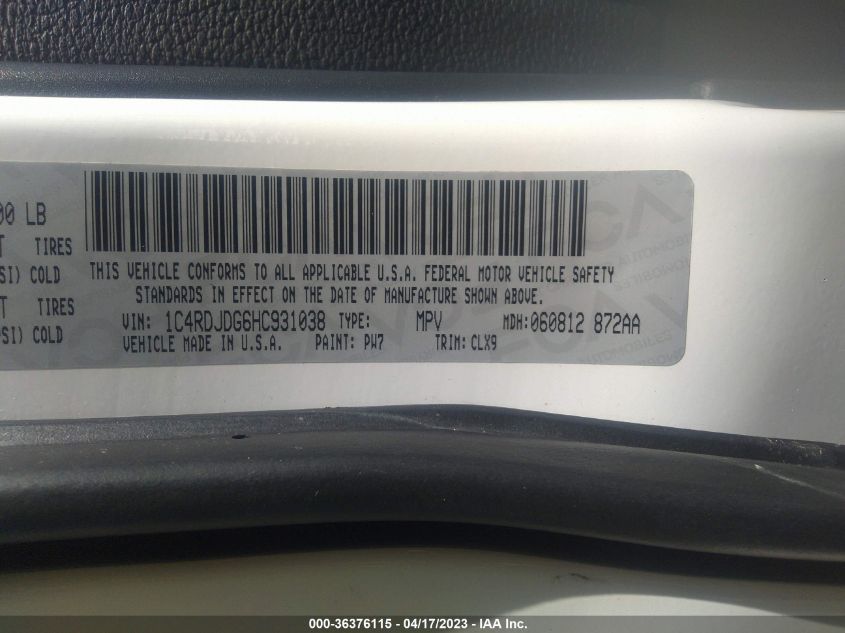 00 LB
T TIRES
SI) COLD
T TIRES
SI) COLD
THIS VEHICLE CONFORMS TO ALL APPLICABLE U.S.A. FEDERAL MOTOR VEHICLE SAFETY
STANDARDS IN EFFECT ON THE DATE OF MANUFACTURE SHOWN ABOVE.
VIN: 1C4RDJDG6HC931038 TYPE: MPV MDH: 060812 872AA
VEHICLE MADE IN U.S.A. PAINT: PW7 TRIM: CLX9
000-36376115 - 04/17/2023 - IAA Inc.